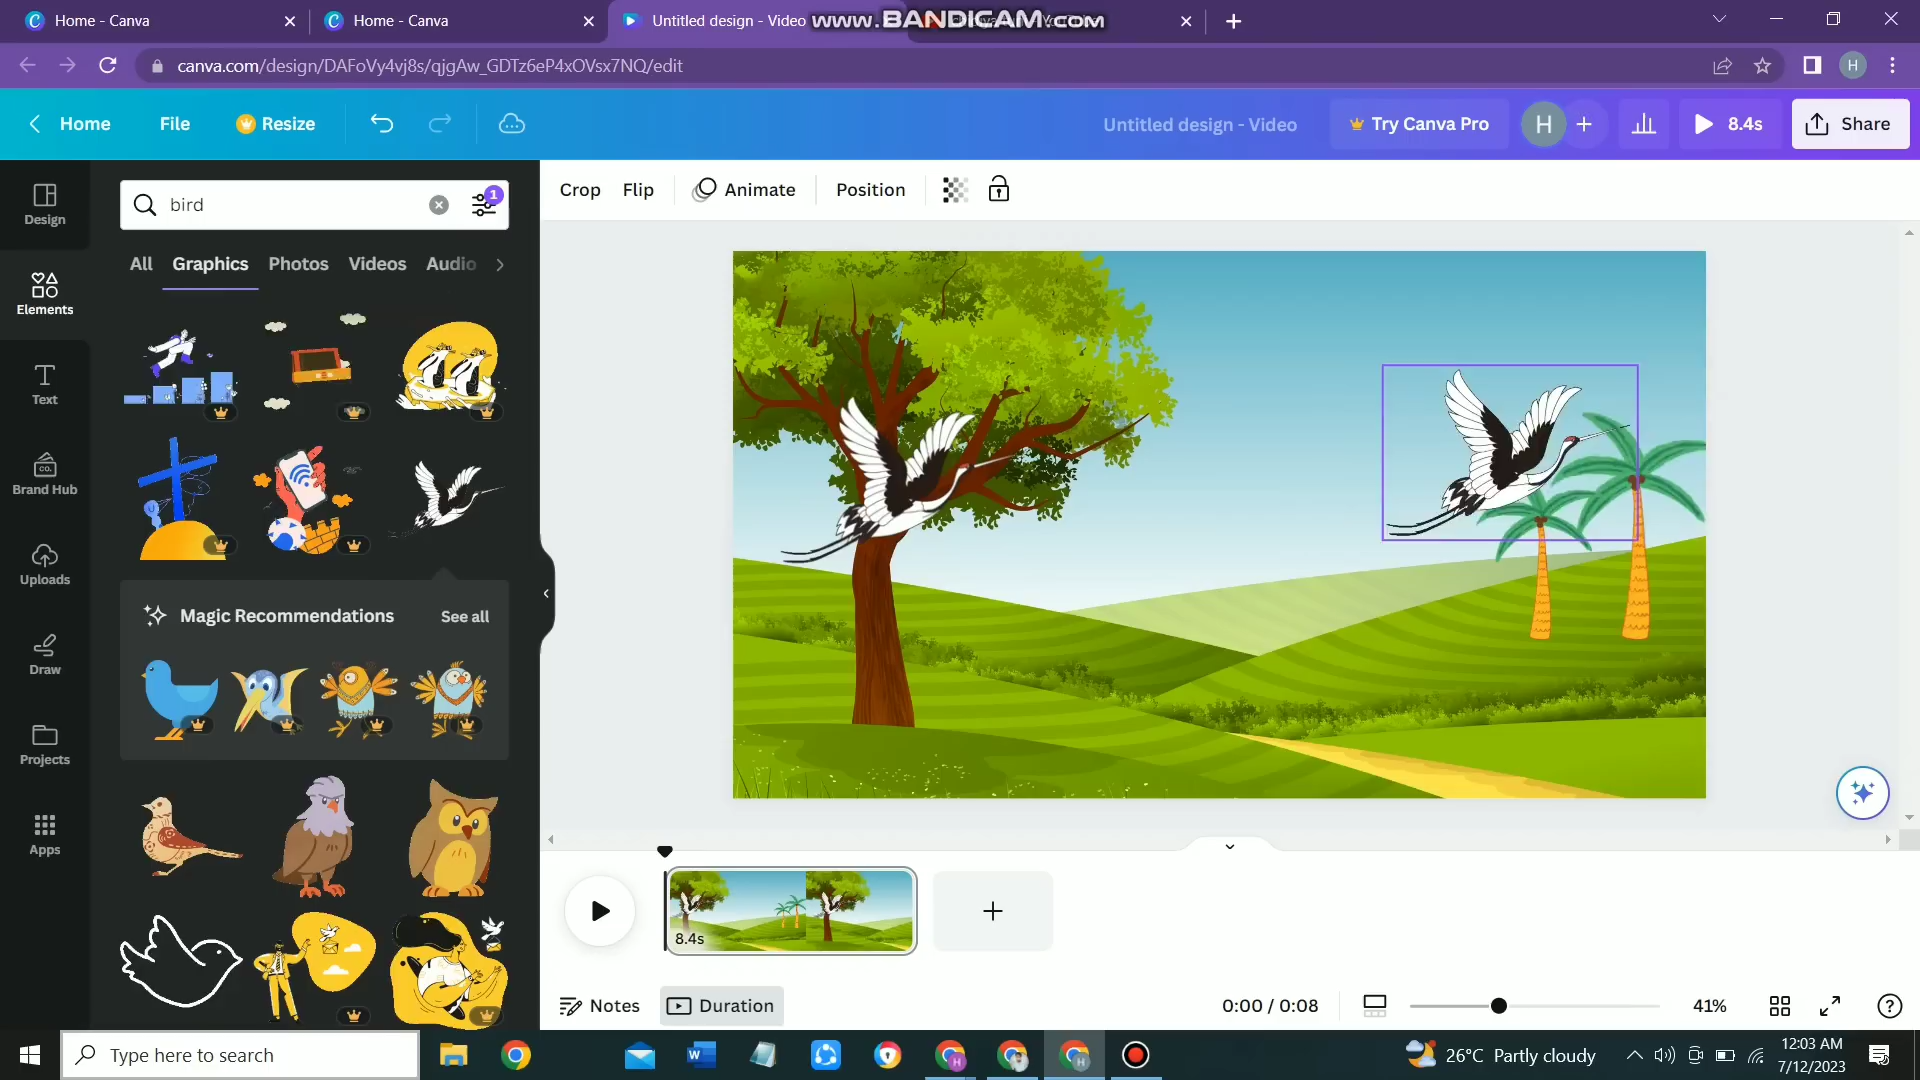 Home - Canva
Home - Canva
Untitled design - Video
www.BANDICAM.com
canva.com/design/DAFoVy4vj8s/qjgAw_GDTz6eP4xOVsx7NQ/edit
H
Home
File
Resize
Untitled design - Video
Try Canva Pro
H
8.4s
Share
Design
Elements
Text
Brand Hub
Uploads
Draw
Projects
Apps
bird
1
All
Graphics
Photos
Videos
Audio
Magic Recommendations
See all
Crop
Flip
Animate
Position
8.4s
Notes
Duration
0:00 / 0:08
41%
Type here to search
26°C Partly cloudy
12:03 AM
7/12/2023